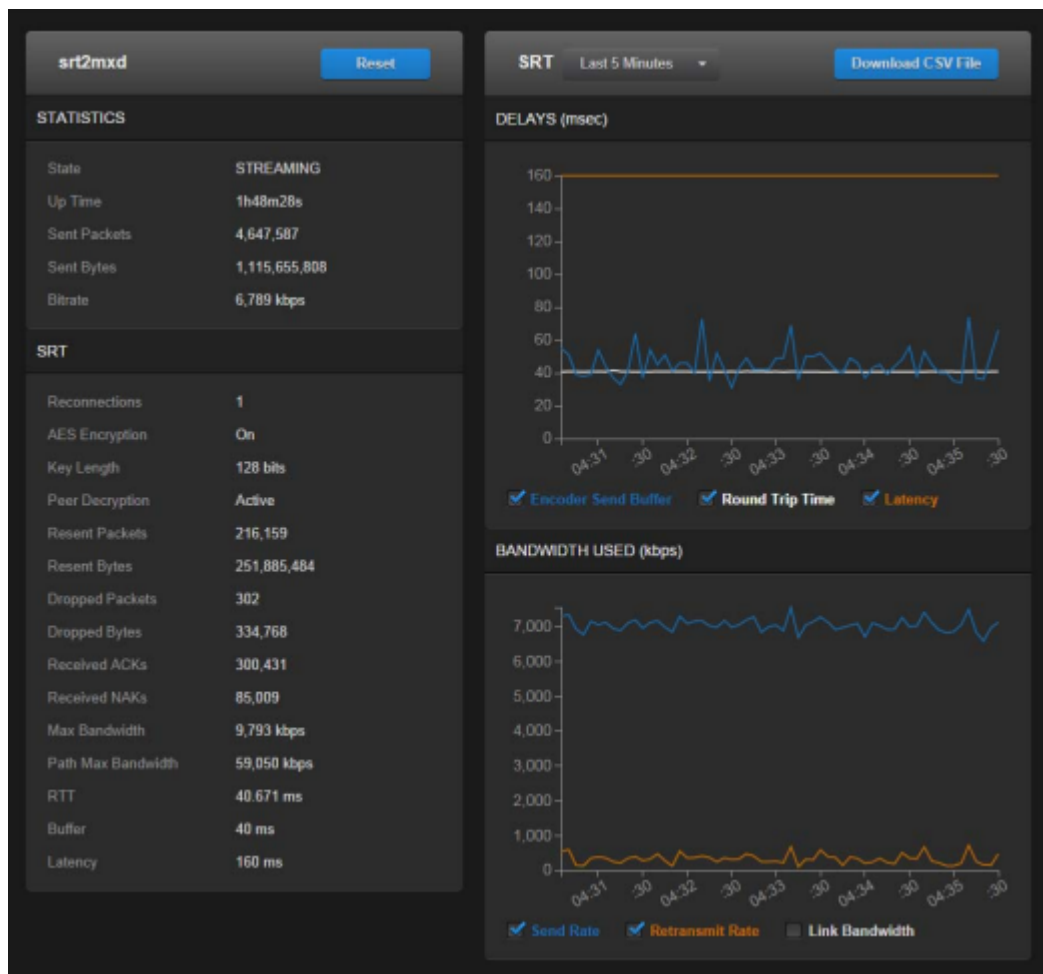 srt2mxd Reset
STATISTICS
State STREAMING
Up Time 1h48m28s
Sent Packets 4,647,587
Sent Bytes 1,115,655,808
Bitrate 6,789 kbps
SRT
Reconnections 1
AES Encryption On
Key Length 128 bits
Peer Decryption Active
Resent Packets 216,159
Resent Bytes 251,885,484
Dropped Packets 302
Dropped Bytes 334,768
Received ACKs 300,431
Received NAKs 85,009
Max Bandwidth 9,793 kbps
Path Max Bandwidth 59,050 kbps
RTT 40.671 ms
Buffer 40 ms
Latency 160 ms
SRT Last 5 Minutes Download CSV File
DELAYS (msec)
160
140
120
100
80
60
40
20
0
04:31 :30 04:32 :30 04:33 :30 04:34 :30 04:35 :30
Encoder Send Buffer Round Trip Time Latency
BANDWIDTH USED (kbps)
7,000
6,000
5,000
4,000
3,000
2,000
1,000
0
04:31 :30 04:32 :30 04:33 :30 04:34 :30 04:35 :30
Send Rate Retransmit Rate Link Bandwidth